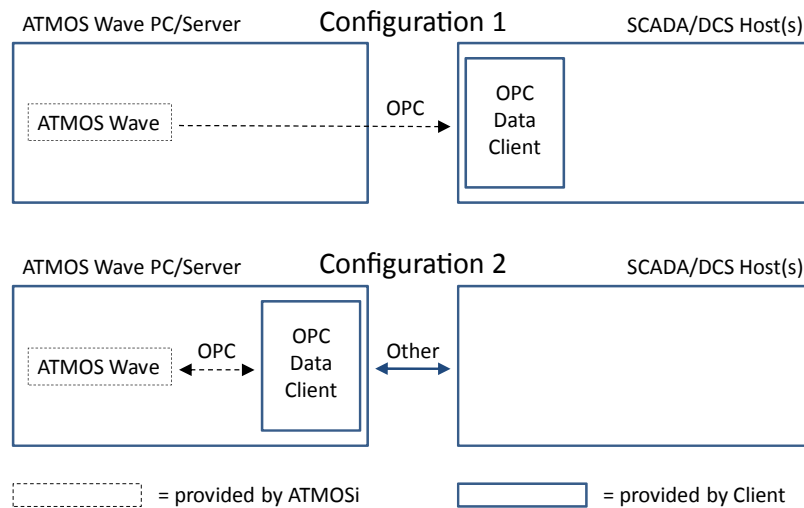 ATMOS Wave PC/Server
Configuration 1
SCADA/DCS Host(s)
ATMOS Wave
OPC
OPC
Data
Client
ATMOS Wave PC/Server
Configuration 2
SCADA/DCS Host(s)
ATMOS Wave
OPC
OPC
Data
Client
Other
= provided by ATMOSi
= provided by Client